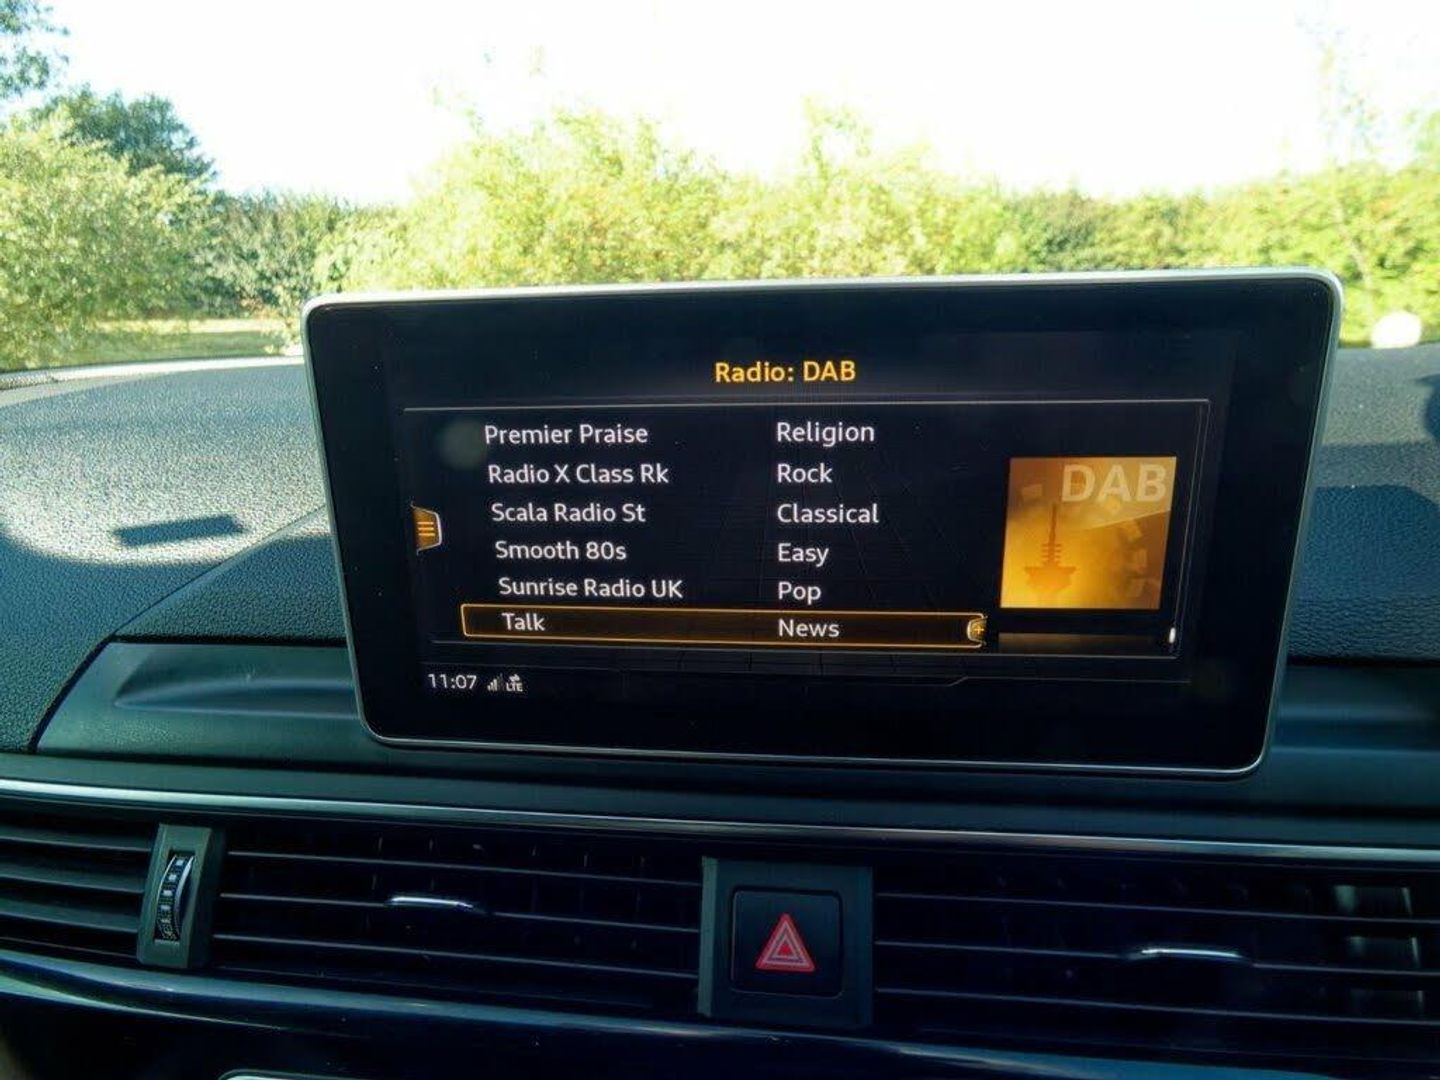 Radio: DAB
Premier Praise Religion
Radio X Class Rk Rock
Scala Radio St Classical
Smooth 80s Easy
Sunrise Radio UK Pop
Talk News
DAB
11:07 LTE